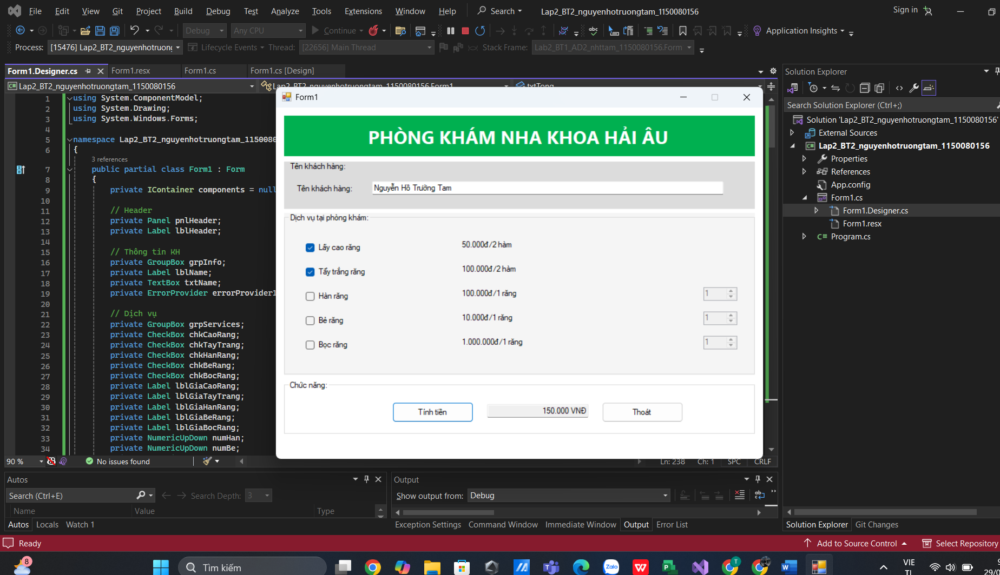 File Edit View Git Project Build Debug Test Analyze Tools Extensions Window Help Search Lap2_BT2_nguyenhotruongtam_1150080156 Sign in
Debug Any CPU Continue Application Insights
Process: [15476] Lap2_BT2_nguyenhotruong Lifecycle Events Thread: [22656] Main Thread Stack Frame: Lab2_BT1_AD2_nhttam_1150080156.Form
Form1.Designer.cs Form1.resx Form1.cs Form1.cs [Design]
Lap2_BT2_nguyenhotruongtam_1150080156 Lap2_BT2_nguyenhotruongtam_1150080156.Form1 txtTong
1 using System.ComponentModel;
2 using System.Drawing;
3 using System.Windows.Forms;
4
5 namespace Lap2_BT2_nguyenhotruongtam_115008
6 {
3 references
7 public partial class Form1 : Form
8 {
9 private IContainer components = null
10
11 // Header
12 private Panel pnlHeader;
13 private Label lblHeader;
14
15 // Thông tin KH
16 private GroupBox grpInfo;
17 private Label lblName;
18 private TextBox txtName;
19 private ErrorProvider errorProvider1
20
21 // Dịch vụ
22 private GroupBox grpServices;
23 private CheckBox chkCaoRang;
24 private CheckBox chkTayTrang;
25 private CheckBox chkHanRang;
26 private CheckBox chkBeRang;
27 private CheckBox chkBocRang;
28 private Label lblGiaCaoRang;
29 private Label lblGiaTayTrang;
30 private Label lblGiaHanRang;
31 private Label lblGiaBeRang;
32 private Label lblGiaBocRang;
33 private NumericUpDown numHan;
34 private NumericUpDown numBe;
Form1
PHÒNG KHÁM NHA KHOA HẢI ÂU
Tên khách hàng:
Tên khách hàng: Nguyễn Hồ Trường Tam
Dịch vụ tại phòng khám:
Lấy cao răng 50.000đ/2 hàm
Tẩy trắng răng 100.000đ/2 hàm
Hàn răng 100.000đ/1 răng 1
Bẻ răng 10.000đ/1 răng 1
Bọc răng 1.000.000đ/1 răng 1
Chức năng:
Tính tiền 150.000 VNĐ Thoát
90 % No issues found Ln: 238 Ch: 1 SPC CRLF
Solution Explorer
Search Solution Explorer (Ctrl+;)
Solution 'Lap2_BT2_nguyenhotruongtam_1150080156'
External Sources
Lap2_BT2_nguyenhotruongtam_1150080156
Properties
References
App.config
Form1.cs
Form1.Designer.cs
Form1.resx
Program.cs
Autos
Search (Ctrl+E) Search Depth: 3
Name Value Type
Autos Locals Watch 1
Output
Show output from: Debug
Exception Settings Command Window Immediate Window Output Error List
Solution Explorer Git Changes
Ready Add to Source Control Select Repository
8 Tìm kiếm Zalo VIE